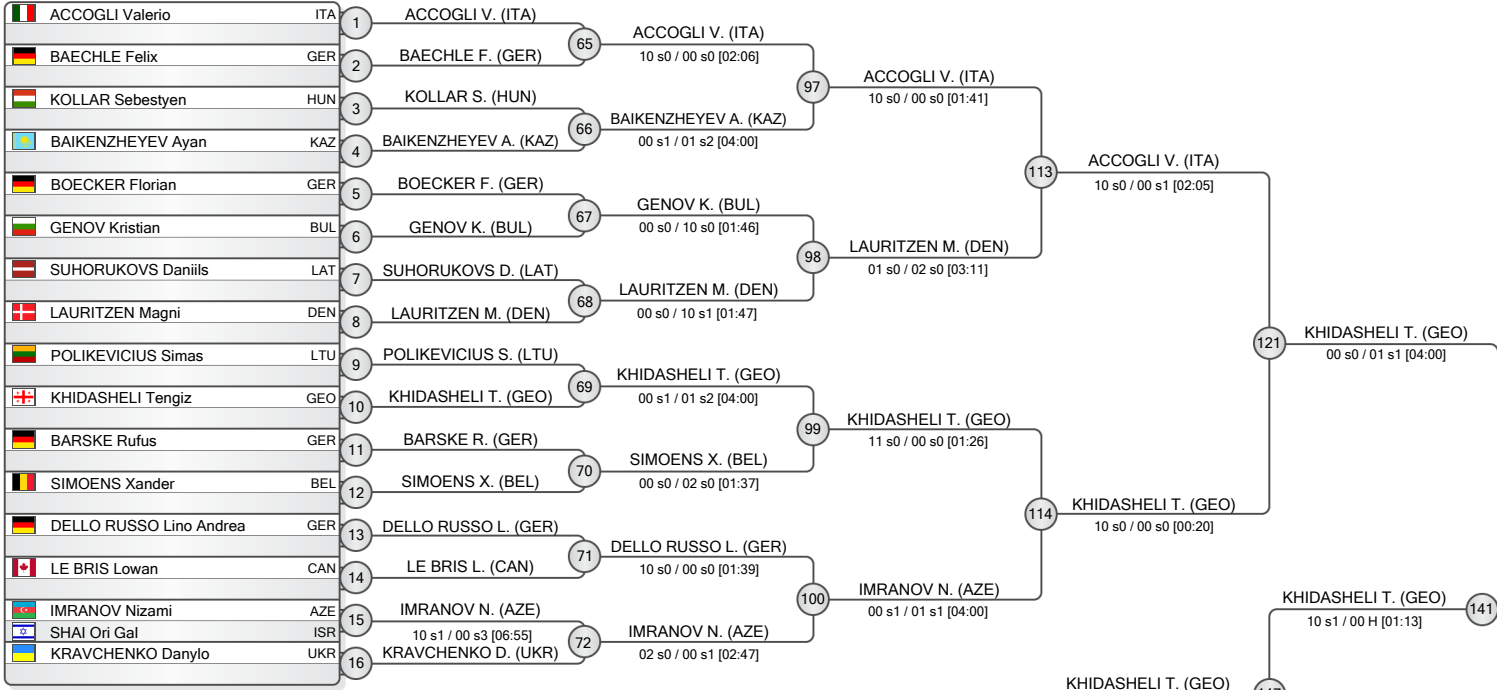 ACCOGLI Valerio ITA
BAECHLE Felix GER
KOLLAR Sebestyen HUN
BAIKENZHEYEV Ayan KAZ
BOECKER Florian GER
GENOV Kristian BUL
SUHORUKOVS Daniils LAT
LAURITZEN Magni DEN
POLIKEVICIUS Simas LTU
KHIDASHELI Tengiz GEO
BARSKE Rufus GER
SIMOENS Xander BEL
DELLO RUSSO Lino Andrea GER
LE BRIS Lowan CAN
IMRANOV Nizami AZE
SHAI Ori Gal ISR
KRAVCHENKO Danylo UKR
1
2
3
4
5
6
7
8
9
10
11
12
13
14
15
16
ACCOGLI V. (ITA)
BAECHLE F. (GER)
KOLLAR S. (HUN)
BAIKENZHEYEV A. (KAZ)
BOECKER F. (GER)
GENOV K. (BUL)
SUHORUKOVS D. (LAT)
LAURITZEN M. (DEN)
POLIKEVICIUS S. (LTU)
KHIDASHELI T. (GEO)
BARSKE R. (GER)
SIMOENS X. (BEL)
DELLO RUSSO L. (GER)
LE BRIS L. (CAN)
IMRANOV N. (AZE)
10 s1 / 00 s3 [06:55]
KRAVCHENKO D. (UKR)
65
66
67
68
69
70
71
72
ACCOGLI V. (ITA)
10 s0 / 00 s0 [02:06]
BAIKENZHEYEV A. (KAZ)
00 s1 / 01 s2 [04:00]
GENOV K. (BUL)
00 s0 / 10 s0 [01:46]
LAURITZEN M. (DEN)
00 s0 / 10 s1 [01:47]
KHIDASHELI T. (GEO)
00 s1 / 01 s2 [04:00]
SIMOENS X. (BEL)
00 s0 / 02 s0 [01:37]
DELLO RUSSO L. (GER)
10 s0 / 00 s0 [01:39]
IMRANOV N. (AZE)
02 s0 / 00 s1 [02:47]
97
98
99
100
ACCOGLI V. (ITA)
10 s0 / 00 s0 [01:41]
LAURITZEN M. (DEN)
01 s0 / 02 s0 [03:11]
KHIDASHELI T. (GEO)
11 s0 / 00 s0 [01:26]
IMRANOV N. (AZE)
00 s1 / 01 s1 [04:00]
113
114
ACCOGLI V. (ITA)
10 s0 / 00 s1 [02:05]
KHIDASHELI T. (GEO)
10 s0 / 00 s0 [00:20]
121
KHIDASHELI T. (GEO)
00 s0 / 01 s1 [04:00]
KHIDASHELI T. (GEO)
10 s1 / 00 H [01:13]
141
KHIDASHELI T. (GEO)